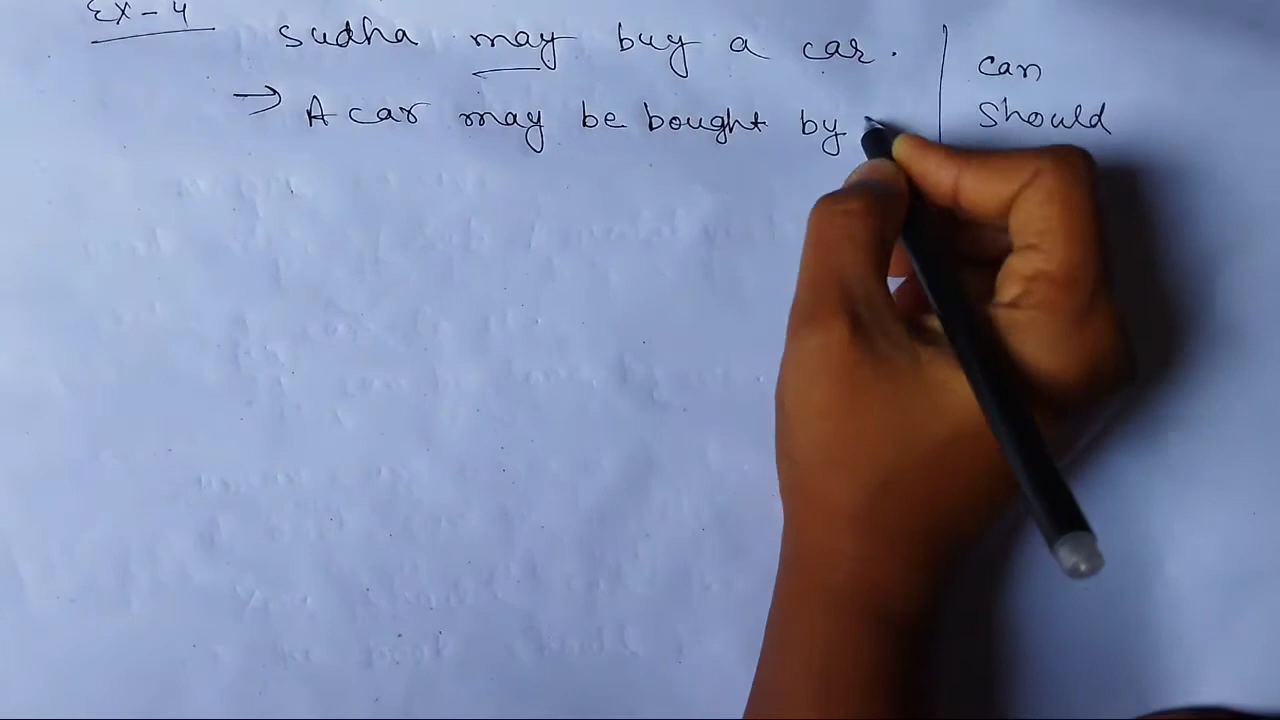 Ex-4
Sudha may buy a car.
→ A car may be bought by
can
should